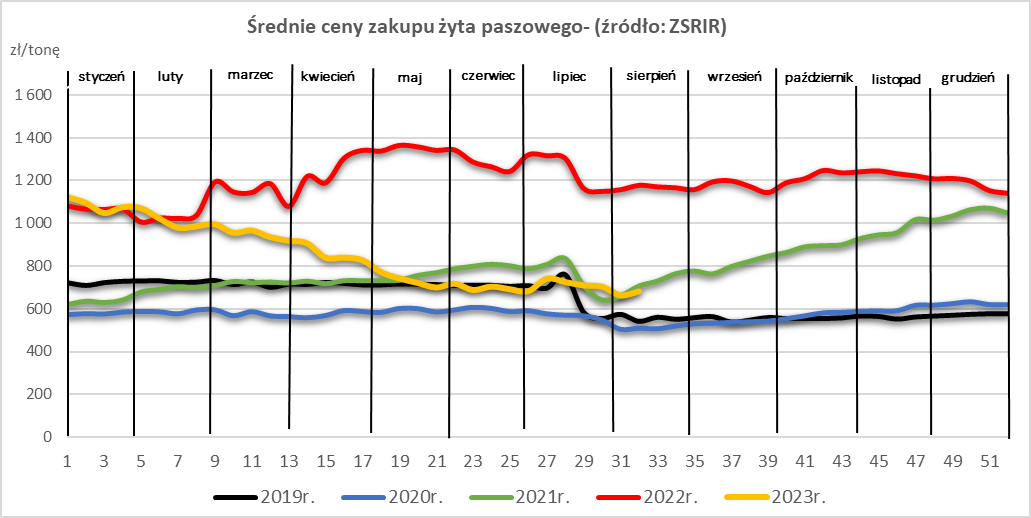 Średnie ceny zakupu żyta paszowego- (źródło: ZSRIR)
zł/tonę
styczeń luty marzec kwiecień maj czerwiec lipiec sierpień wrzesień październik listopad grudzień
1 600
1 400
1 200
1 000
800
600
400
200
0
1 3 5 7 9 11 13 15 17 19 21 23 25 27 29 31 33 35 37 39 41 43 45 47 49 51
2019r. 2020r. 2021r. 2022r. 2023r.